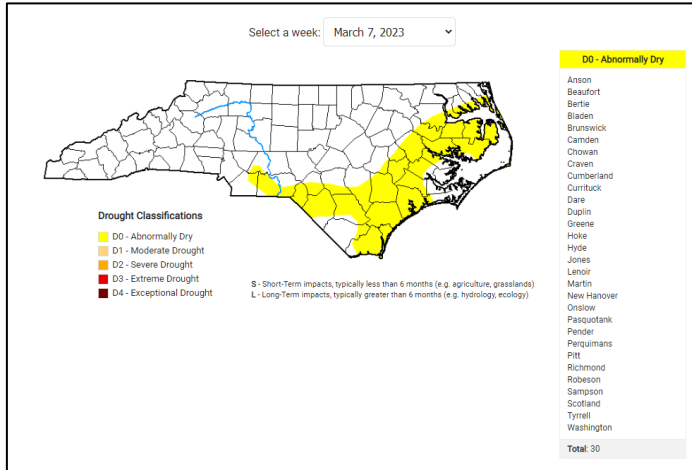 Select a week: March 7, 2023
D0 - Abnormally Dry
Anson
Beaufort
Bertie
Bladen
Brunswick
Camden
Chowan
Craven
Cumberland
Currituck
Dare
Duplin
Greene
Hoke
Hyde
Jones
Lenoir
Martin
New Hanover
Onslow
Pasquotank
Pender
Perquimans
Pitt
Richmond
Robeson
Sampson
Scotland
Tyrrell
Washington
Total: 30
Drought Classifications
D0 - Abnormally Dry
D1 - Moderate Drought
D2 - Severe Drought
D3 - Extreme Drought
D4 - Exceptional Drought
S - Short-Term impacts, typically less than 6 months (e.g. agriculture, grasslands)
L - Long-Term impacts, typically greater than 6 months (e.g. hydrology, ecology)